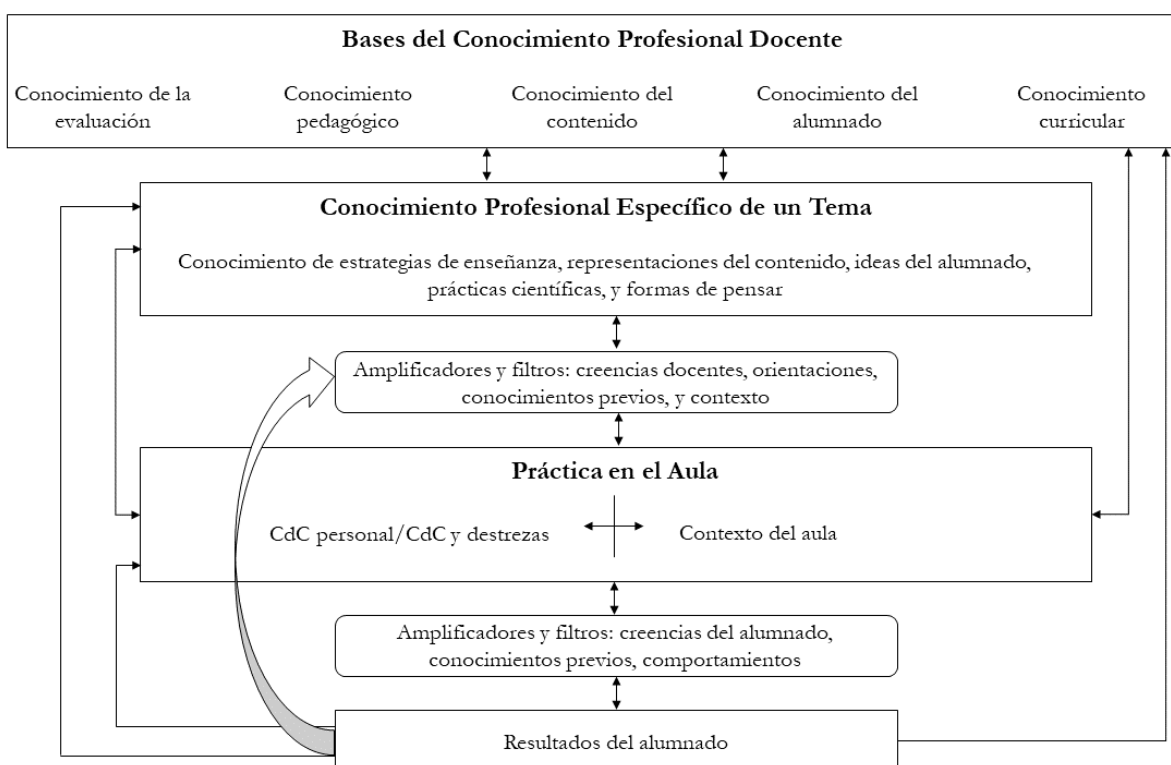 Bases del Conocimiento Profesional Docente
Conocimiento de la
evaluación
Conocimiento
pedagógico
Conocimiento del
contenido
Conocimiento del
alumnado
Conocimiento
curricular
Conocimiento Profesional Específico de un Tema
Conocimiento de estrategias de enseñanza, representaciones del contenido, ideas del alumnado,
prácticas científicas, y formas de pensar
Amplificadores y filtros: creencias docentes, orientaciones,
conocimientos previos, y contexto
Práctica en el Aula
CdC personal/CdC y destrezas
Contexto del aula
Amplificadores y filtros: creencias del alumnado,
conocimientos previos, comportamientos
Resultados del alumnado